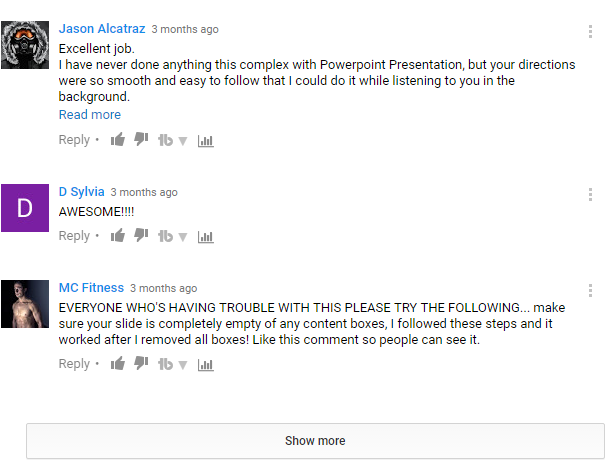 Jason Alcatraz 3 months ago
Excellent job.
I have never done anything this complex with Powerpoint Presentation, but your directions
were so smooth and easy to follow that I could do it while listening to you in the
background.
Read more
Reply •
D
D Sylvia 3 months ago
AWESOME!!!!
Reply •
MC Fitness 3 months ago
EVERYONE WHO'S HAVING TROUBLE WITH THIS PLEASE TRY THE FOLLOWING... make
sure your slide is completely empty of any content boxes, I followed these steps and it
worked after I removed all boxes! Like this comment so people can see it.
Reply •
Show more